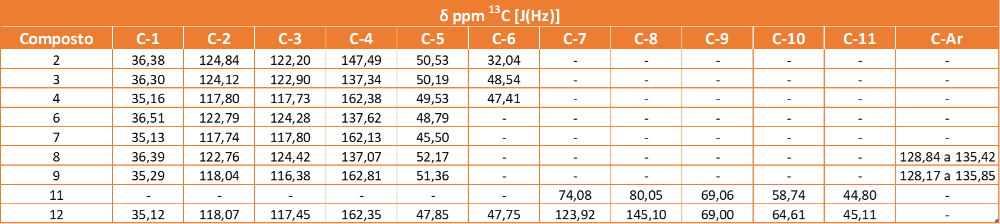 δ ppm ¹³C [J(Hz)]
Composto C-1 C-2 C-3 C-4 C-5 C-6 C-7 C-8 C-9 C-10 C-11 C-Ar
2 36,38 124,84 122,20 147,49 50,53 32,04 - - - - - -
3 36,30 124,12 122,90 137,34 50,19 48,54 - - - - - -
4 35,16 117,80 117,73 162,38 49,53 47,41 - - - - - -
6 36,51 122,79 124,28 137,62 48,79 - - - - - - -
7 35,13 117,74 117,80 162,13 45,50 - - - - - - -
8 36,39 122,76 124,42 137,07 52,17 - - - - - - 128,84 a 135,42
9 35,29 118,04 116,38 162,81 51,36 - - - - - - 128,17 a 135,85
11 - - - - - - 74,08 80,05 69,06 58,74 44,80 -
12 35,12 118,07 117,45 162,35 47,85 47,75 123,92 145,10 69,00 64,61 45,11 -